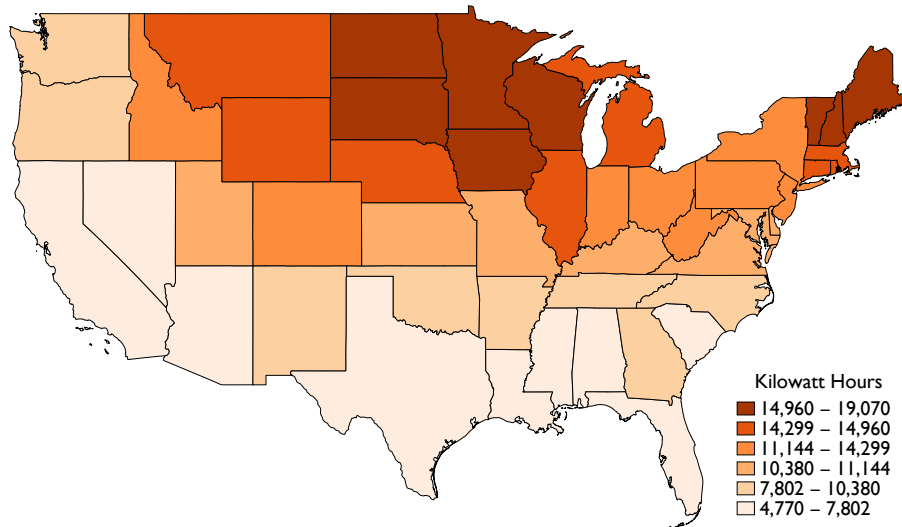 Kilowatt Hours
14,960 – 19,070
14,299 – 14,960
11,144 – 14,299
10,380 – 11,144
7,802 – 10,380
4,770 – 7,802